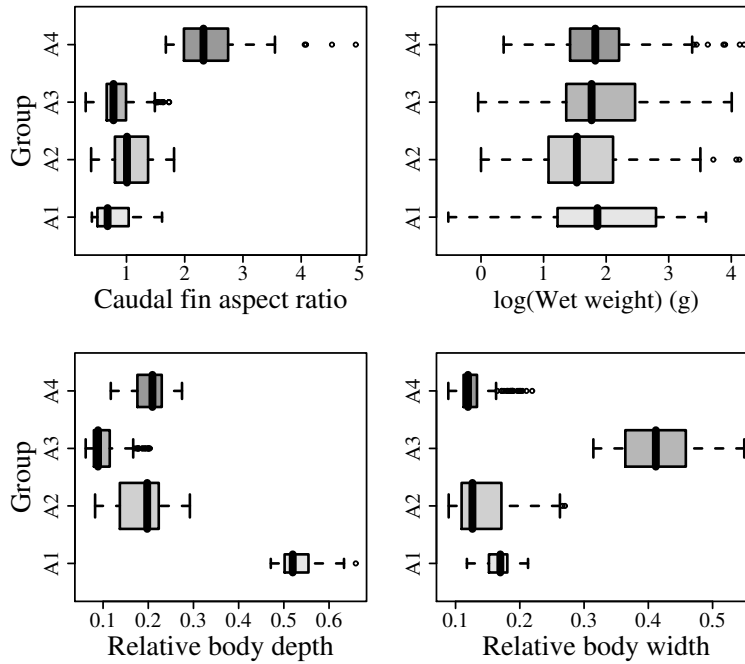 A4
A3
A2
A1
Group
1 2 3 4 5
Caudal fin aspect ratio
A4
A3
A2
A1
0 1 2 3 4
log(Wet weight) (g)
A4
A3
A2
A1
Group
0.1 0.2 0.3 0.4 0.5 0.6
Relative body depth
A4
A3
A2
A1
0.1 0.2 0.3 0.4 0.5
Relative body width